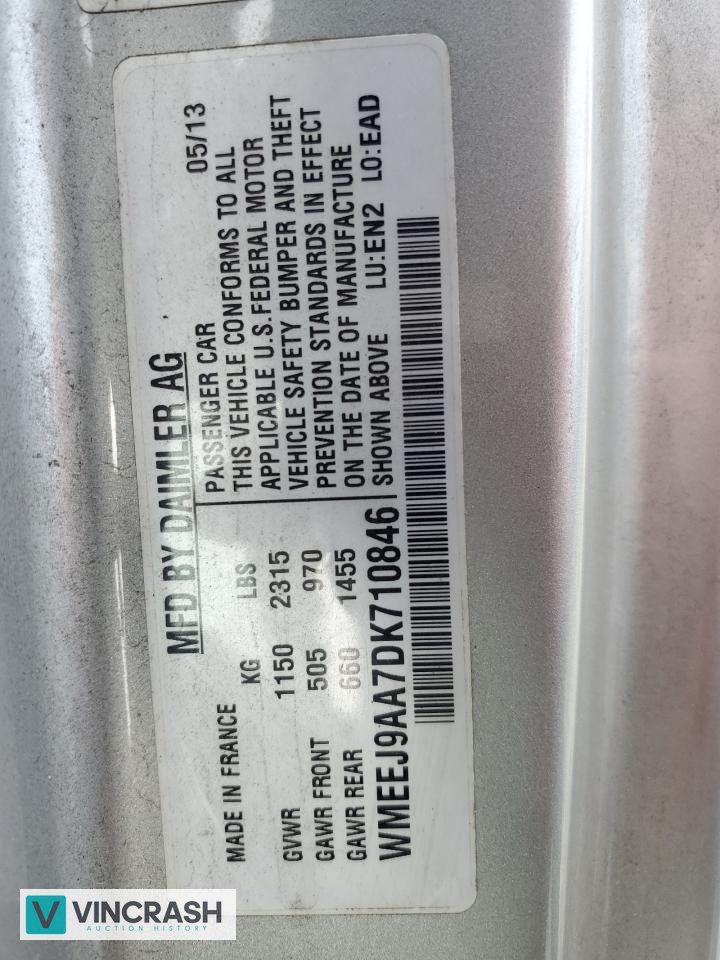 MFD BY DAIMLER AG
MADE IN FRANCE
KG LBS
GVWR 1150 2315
GAWR FRONT 505 970
GAWR REAR 660 1455
05/13
PASSENGER CAR
THIS VEHICLE CONFORMS TO ALL
APPLICABLE U.S.FEDERAL MOTOR
VEHICLE SAFETY BUMPER AND THEFT
PREVENTION STANDARDS IN EFFECT
ON THE DATE OF MANUFACTURE
SHOWN ABOVE LU:EN2 LO:EAD
WMEEJ9AA7DK710846
V VINCRASH
AUCTION HISTORY